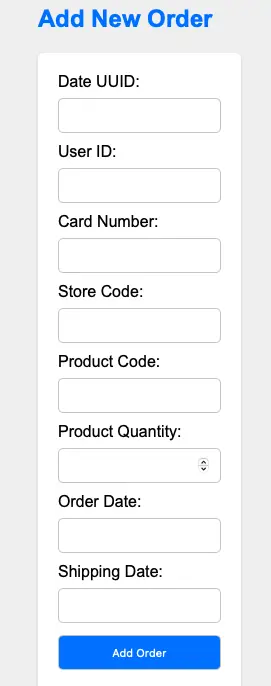 Add New Order
Date UUID:
User ID:
Card Number:
Store Code:
Product Code:
Product Quantity:
Order Date:
Shipping Date:
Add Order